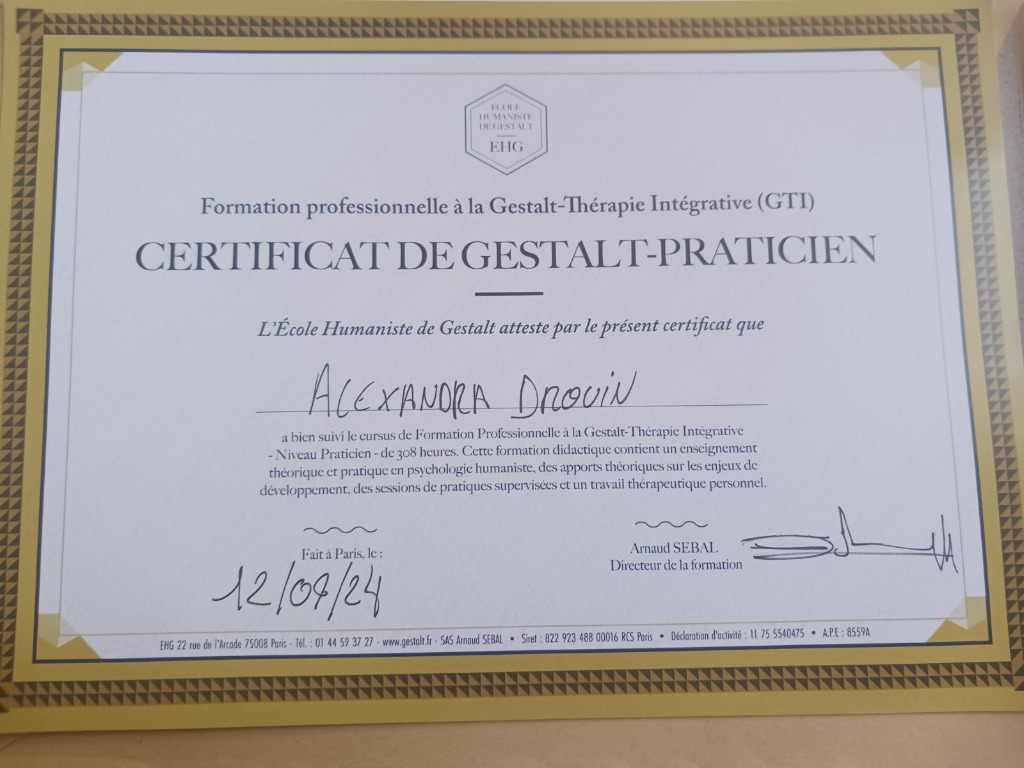 ÉCOLE
HUMANISTE
DE GESTALT
EHG
Formation professionnelle à la Gestalt-Thérapie Intégrative (GTI)
CERTIFICAT DE GESTALT-PRATICIEN
L'École Humaniste de Gestalt atteste par le présent certificat que
ALEXANDRA DROUIN
a bien suivi le cursus de Formation Professionnelle à la Gestalt-Thérapie Intégrative
- Niveau Praticien - de 308 heures. Cette formation didactique contient un enseignement
théorique et pratique en psychologie humaniste, des apports théoriques sur les enjeux de
développement, des sessions de pratiques supervisées et un travail thérapeutique personnel.
Fait à Paris, le :
12/07/24
Arnaud SEBAL
Directeur de la formation
EHG 22 rue de l'Arcade 75008 Paris - Tél. : 01 44 59 37 27 - www.gestalt.fr - SAS Arnaud SEBAL • Siret : 822 923 488 00016 RCS Paris • Déclaration d'activité : 11 75 5540475 • A.P.E : 8559A